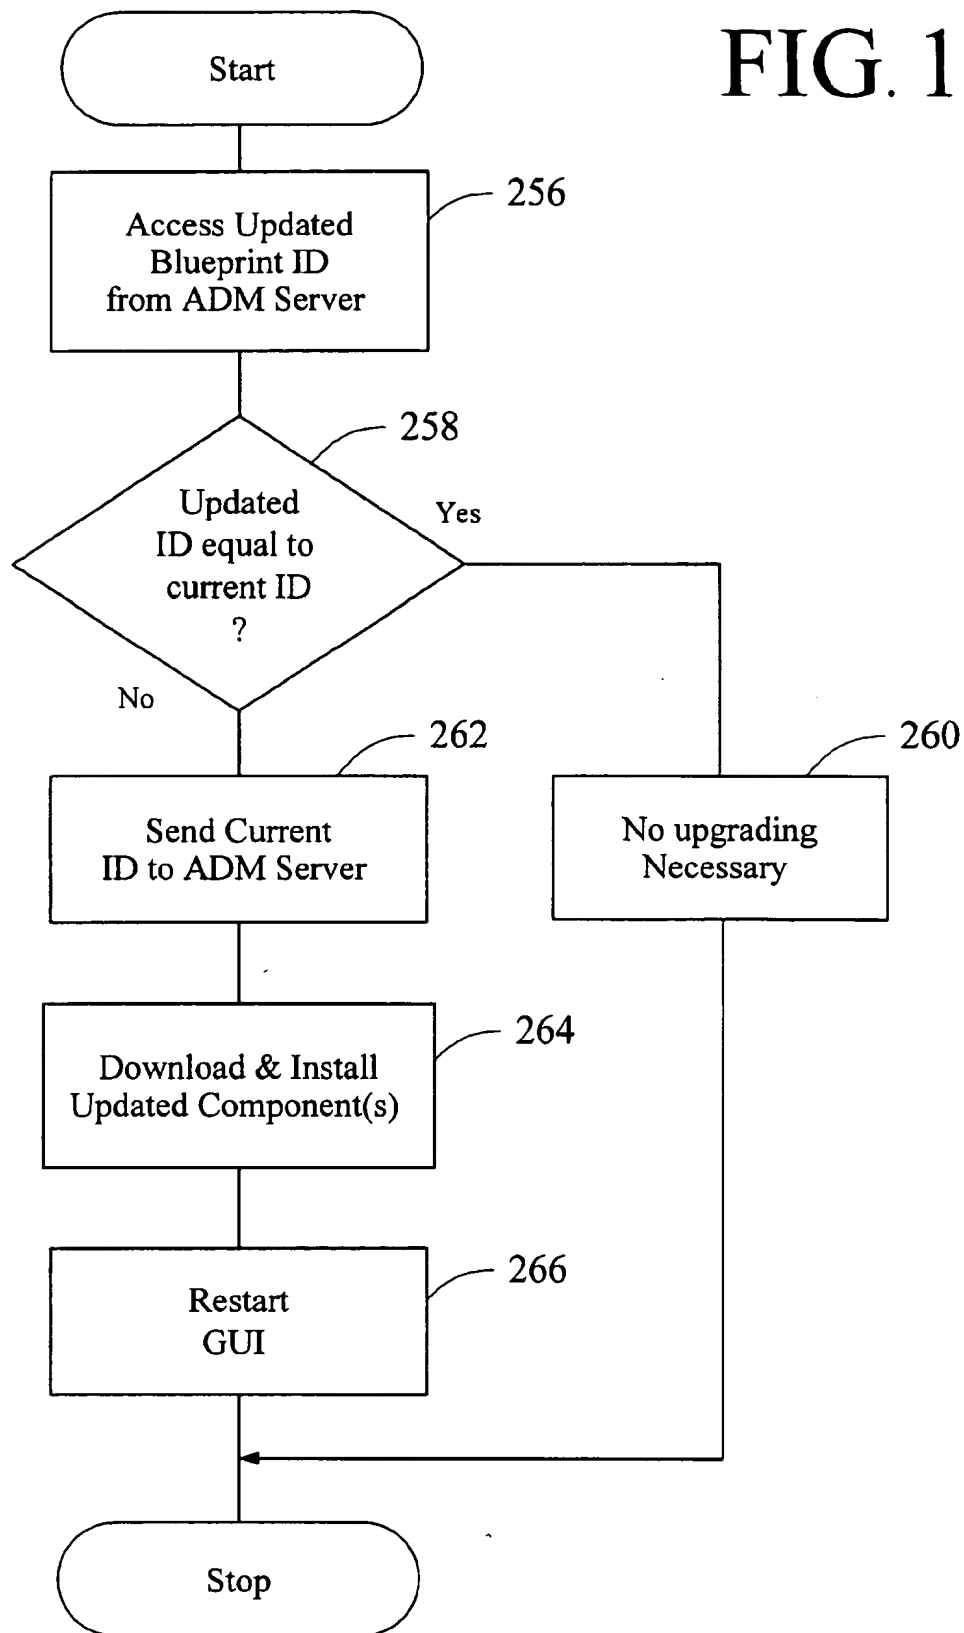 FIG. 1
Start
256
Access Updated
Blueprint ID
from ADM Server
258
Updated
ID equal to
current ID
?
Yes
No
262
Send Current
ID to ADM Server
260
No upgrading
Necessary
264
Download & Install
Updated Component(s)
266
Restart
GUI
Stop